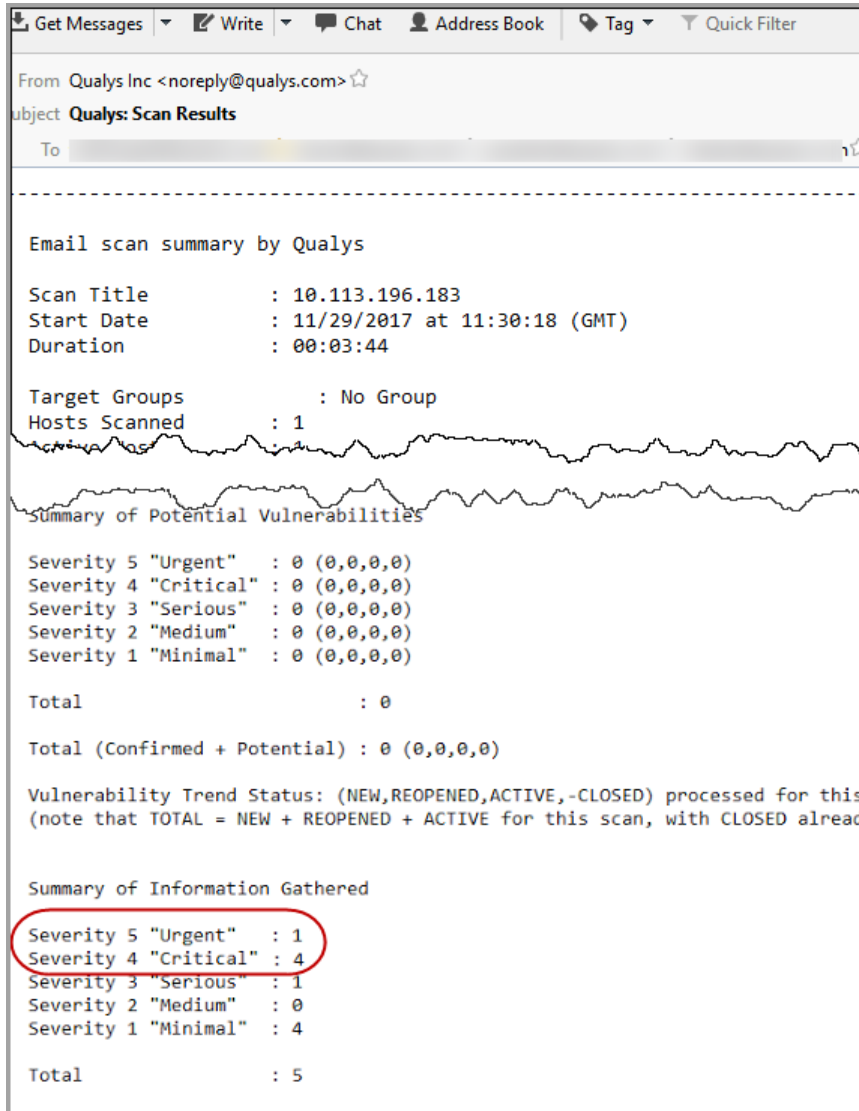 Get Messages Write Chat Address Book Tag Quick Filter
From Qualys Inc <noreply@qualys.com>
ubject Qualys: Scan Results
To
--------------------------------------------------------------------------------
Email scan summary by Qualys
Scan Title : 10.113.196.183
Start Date : 11/29/2017 at 11:30:18 (GMT)
Duration : 00:03:44
Target Groups : No Group
Hosts Scanned : 1
Summary of Potential Vulnerabilities
Severity 5 "Urgent" : 0 (0,0,0,0)
Severity 4 "Critical" : 0 (0,0,0,0)
Severity 3 "Serious" : 0 (0,0,0,0)
Severity 2 "Medium" : 0 (0,0,0,0)
Severity 1 "Minimal" : 0 (0,0,0,0)
Total : 0
Total (Confirmed + Potential) : 0 (0,0,0,0)
Vulnerability Trend Status: (NEW,REOPENED,ACTIVE,-CLOSED) processed for this
(note that TOTAL = NEW + REOPENED + ACTIVE for this scan, with CLOSED alread
Summary of Information Gathered
Severity 5 "Urgent" : 1
Severity 4 "Critical" : 4
Severity 3 "Serious" : 1
Severity 2 "Medium" : 0
Severity 1 "Minimal" : 4
Total : 5